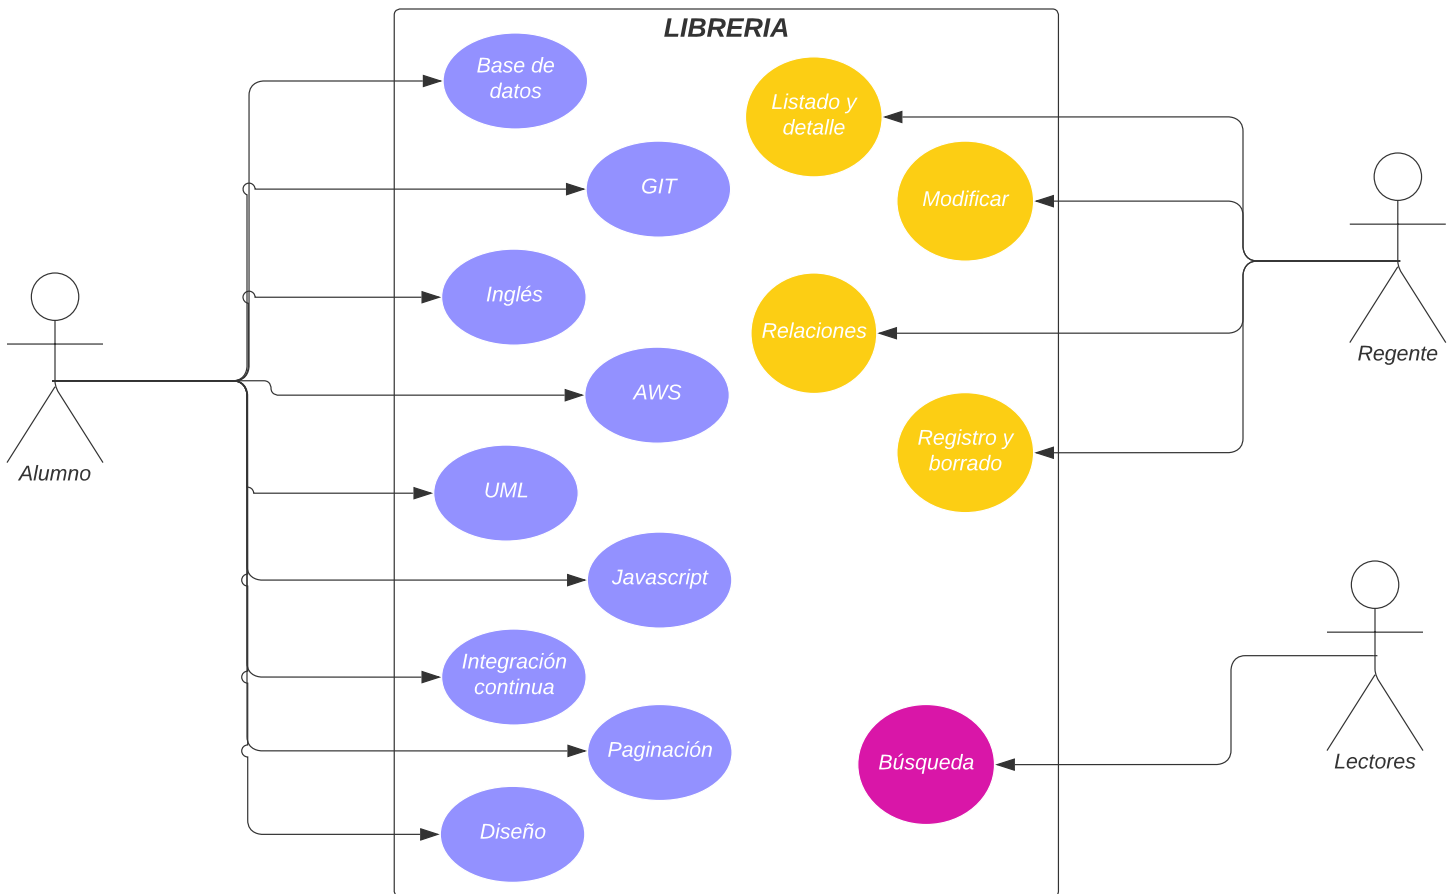 LIBRERIA
Base de
datos
Listado y
detalle
GIT
Modificar
Inglés
Relaciones
Regente
AWS
Registro y
borrado
Alumno
UML
Javascript
Integración
continua
Paginación
Búsqueda
Lectores
Diseño